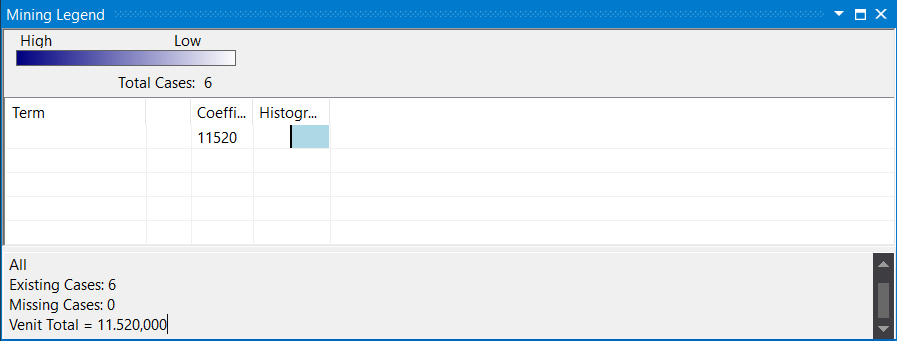 Mining Legend
High Low
Total Cases: 6
Term Coeffi... Histogr...
11520
All
Existing Cases: 6
Missing Cases: 0
Venit Total = 11.520,000